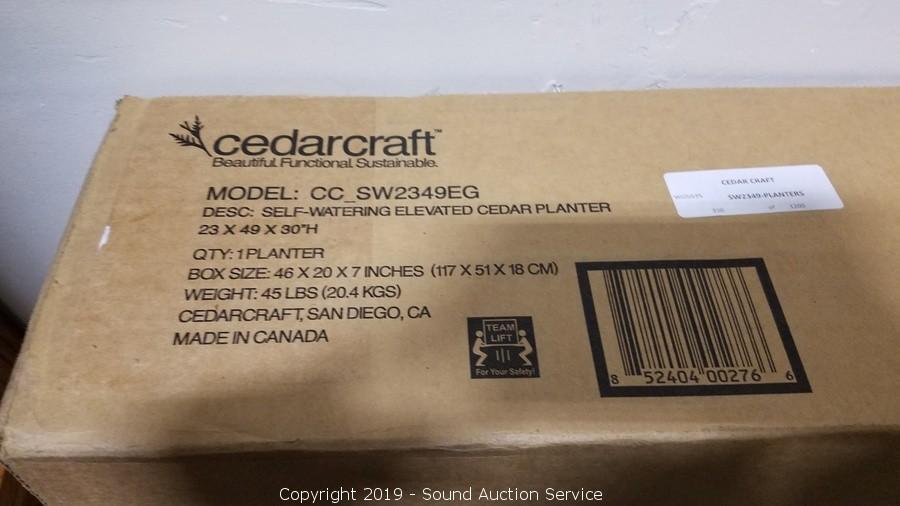 cedarcraft™
Beautiful. Functional. Sustainable.
MODEL: CC_SW2349EG
DESC: SELF-WATERING ELEVATED CEDAR PLANTER
23 X 49 X 30"H
QTY: 1 PLANTER
BOX SIZE: 46 X 20 X 7 INCHES (117 X 51 X 18 CM)
WEIGHT: 45 LBS (20.4 KGS)
CEDARCRAFT, SAN DIEGO, CA
MADE IN CANADA
CEDAR CRAFT
SW2349-PLANTERS
of 1200
TEAM
LIFT
For Your Safety!
8 52404 00276 6
Copyright 2019 - Sound Auction Service